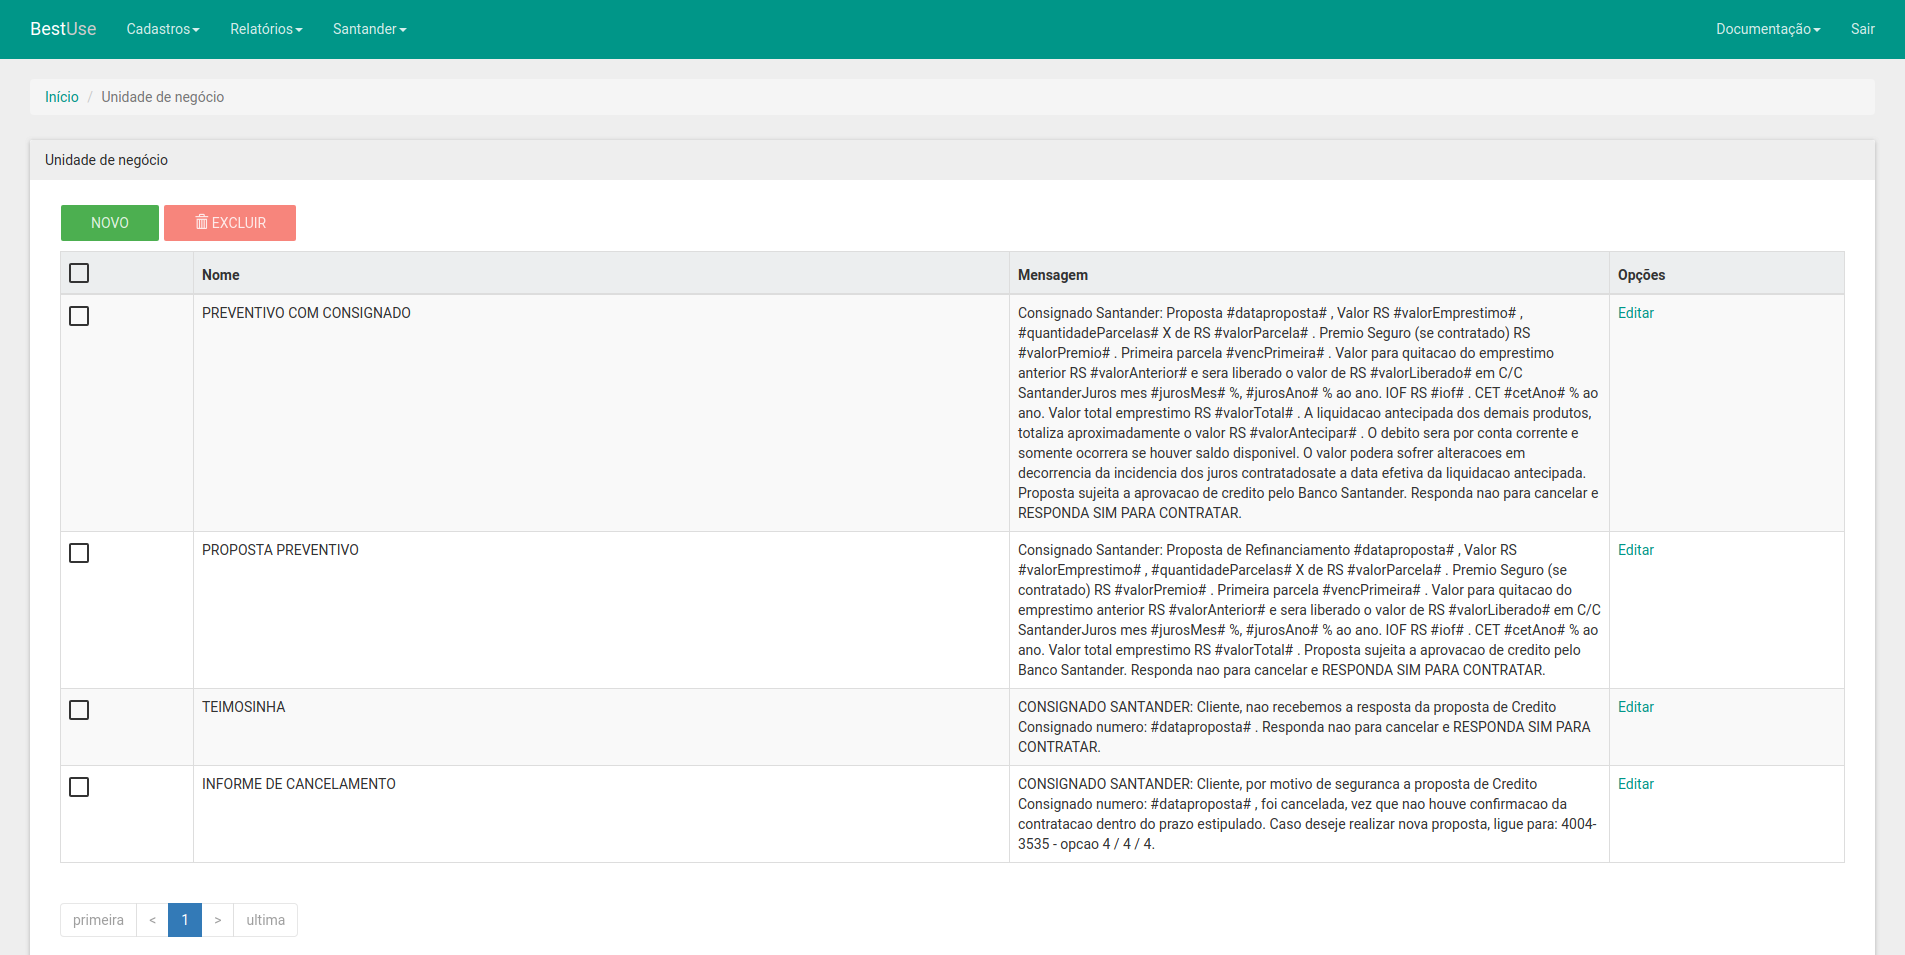 BestUse Cadastros Relatórios Santander Documentação Sair
Início / Unidade de negócio
Unidade de negócio
NOVO EXCLUIR
Nome Mensagem Opções
PREVENTIVO COM CONSIGNADO Consignado Santander: Proposta #dataproposta# , Valor RS #valorEmprestimo# , Editar
#quantidadeParcelas# X de RS #valorParcela# . Premio Seguro (se contratado) RS
#valorPremio# . Primeira parcela #vencPrimeira# . Valor para quitacao do emprestimo
anterior RS #valorAnterior# e sera liberado o valor de RS #valorLiberado# em C/C
SantanderJuros mes #jurosMes# %, #jurosAno# % ao ano. IOF RS #iof# . CET #cetAno# % ao
ano. Valor total emprestimo RS #valorTotal# . A liquidacao antecipada dos demais produtos,
totaliza aproximadamente o valor RS #valorAntecipar# . O debito sera por conta corrente e
somente ocorrera se houver saldo disponivel. O valor podera sofrer alteracoes em
decorrencia da incidencia dos juros contratadosate a data efetiva da liquidacao antecipada.
Proposta sujeita a aprovacao de credito pelo Banco Santander. Responda nao para cancelar e
RESPONDA SIM PARA CONTRATAR.
PROPOSTA PREVENTIVO Consignado Santander: Proposta de Refinanciamento #dataproposta# , Valor RS Editar
#valorEmprestimo# , #quantidadeParcelas# X de RS #valorParcela# . Premio Seguro (se
contratado) RS #valorPremio# . Primeira parcela #vencPrimeira# . Valor para quitacao do
emprestimo anterior RS #valorAnterior# e sera liberado o valor de RS #valorLiberado# em C/C
SantanderJuros mes #jurosMes# %, #jurosAno# % ao ano. IOF RS #iof# . CET #cetAno# % ao
ano. Valor total emprestimo RS #valorTotal# . Proposta sujeita a aprovacao de credito pelo
Banco Santander. Responda nao para cancelar e RESPONDA SIM PARA CONTRATAR.
TEIMOSINHA CONSIGNADO SANTANDER: Cliente, nao recebemos a resposta da proposta de Credito Editar
Consignado numero: #dataproposta# . Responda nao para cancelar e RESPONDA SIM PARA
CONTRATAR.
INFORME DE CANCELAMENTO CONSIGNADO SANTANDER: Cliente, por motivo de seguranca a proposta de Credito Editar
Consignado numero: #dataproposta# , foi cancelada, vez que nao houve confirmacao da
contratacao dentro do prazo estipulado. Caso deseje realizar nova proposta, ligue para: 4004-
3535 - opcao 4 / 4 / 4.
primeira < 1 > ultima